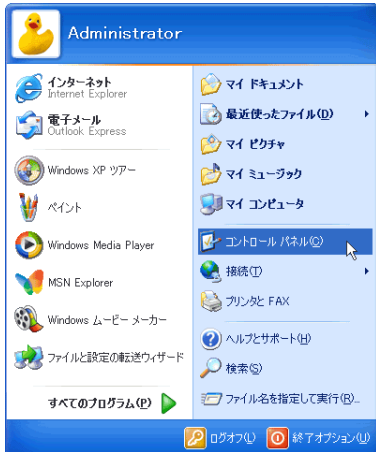 Administrator
インターネット
Internet Explorer
電子メール
Outlook Express
Windows XP ツアー
ペイント
Windows Media Player
MSN Explorer
Windows ムービー メーカー
ファイルと設定の転送ウィザード
すべてのプログラム(P)
マイ ドキュメント
最近使ったファイル(D)
マイ ピクチャ
マイ ミュージック
マイ コンピュータ
コントロール パネル(C)
接続(T)
プリンタと FAX
ヘルプとサポート(H)
検索(S)
ファイル名を指定して実行(R)...
ログオフ(L)
終了オプション(U)